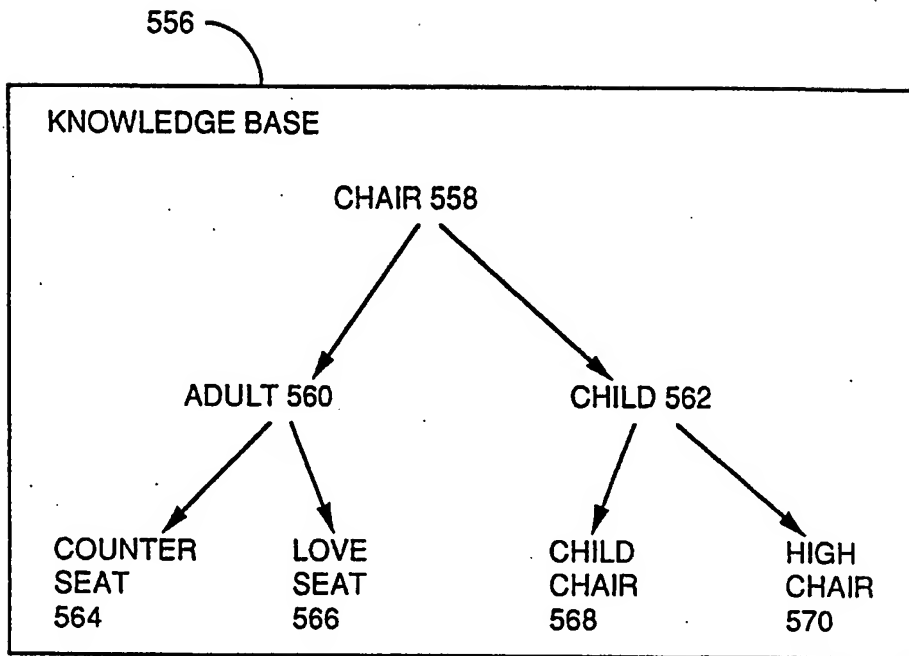 556
KNOWLEDGE BASE
CHAIR 558
ADULT 560
CHILD 562
COUNTER
SEAT
564
LOVE
SEAT
566
CHILD
CHAIR
568
HIGH
CHAIR
570